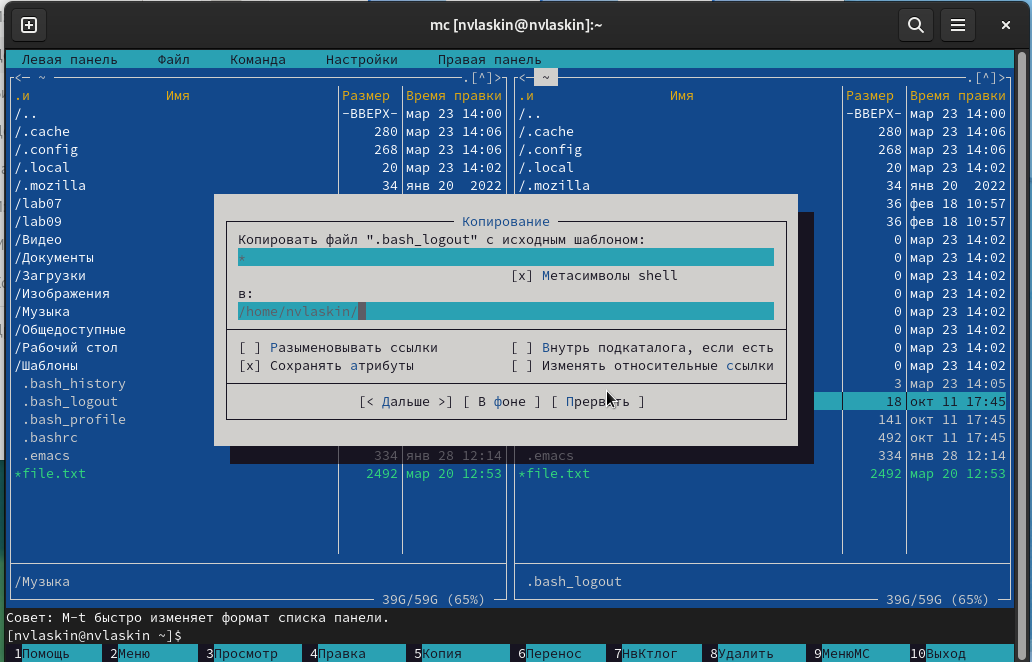 mc [nvlaskin@nvlaskin]:~
Левая панель Файл Команда Настройки Правая панель
<─ ~ .[^]> <─ ~ .[^]>
.и Имя Размер Время правки .и Имя Размер Время правки
/.. -ВВЕРХ- мар 23 14:00 /.. -ВВЕРХ- мар 23 14:00
/.cache 280 мар 23 14:06 /.cache 280 мар 23 14:06
/.config 268 мар 23 14:06 /.config 268 мар 23 14:06
/.local 20 мар 23 14:02 /.local 20 мар 23 14:02
/.mozilla 34 янв 20 2022 /.mozilla 34 янв 20 2022
/lab07 36 фев 18 10:57
/lab09 36 фев 18 10:57
/Видео 0 мар 23 14:02
/Документы 0 мар 23 14:02
/Загрузки 0 мар 23 14:02
/Изображения 0 мар 23 14:02
/Музыка 0 мар 23 14:02
/Общедоступные 0 мар 23 14:02
/Рабочий стол 0 мар 23 14:02
/Шаблоны 0 мар 23 14:02
.bash_history 3 мар 23 14:05
.bash_logout 18 окт 11 17:45
.bash_profile 141 окт 11 17:45
.bashrc 492 окт 11 17:45
.emacs 334 янв 28 12:14 .emacs 334 янв 28 12:14
*file.txt 2492 мар 20 12:53 *file.txt 2492 мар 20 12:53
Копирование
Копировать файл ".bash_logout" с исходным шаблоном:
*
[x] Метасимволы shell
в:
/home/nvlaskin/
[ ] Разыменовывать ссылки [ ] Внутрь подкаталога, если есть
[x] Сохранять атрибуты [ ] Изменять относительные ссылки
[< Дальше >] [ В фоне ] [ Прервать ]
/Музыка .bash_logout
39G/59G (65%) 39G/59G (65%)
Совет: M-t быстро изменяет формат списка панели.
[nvlaskin@nvlaskin ~]$
1Помощь 2Меню 3Просмотр 4Правка 5Копия 6Перенос 7НвКтлог 8Удалить 9МенюMC 10Выход